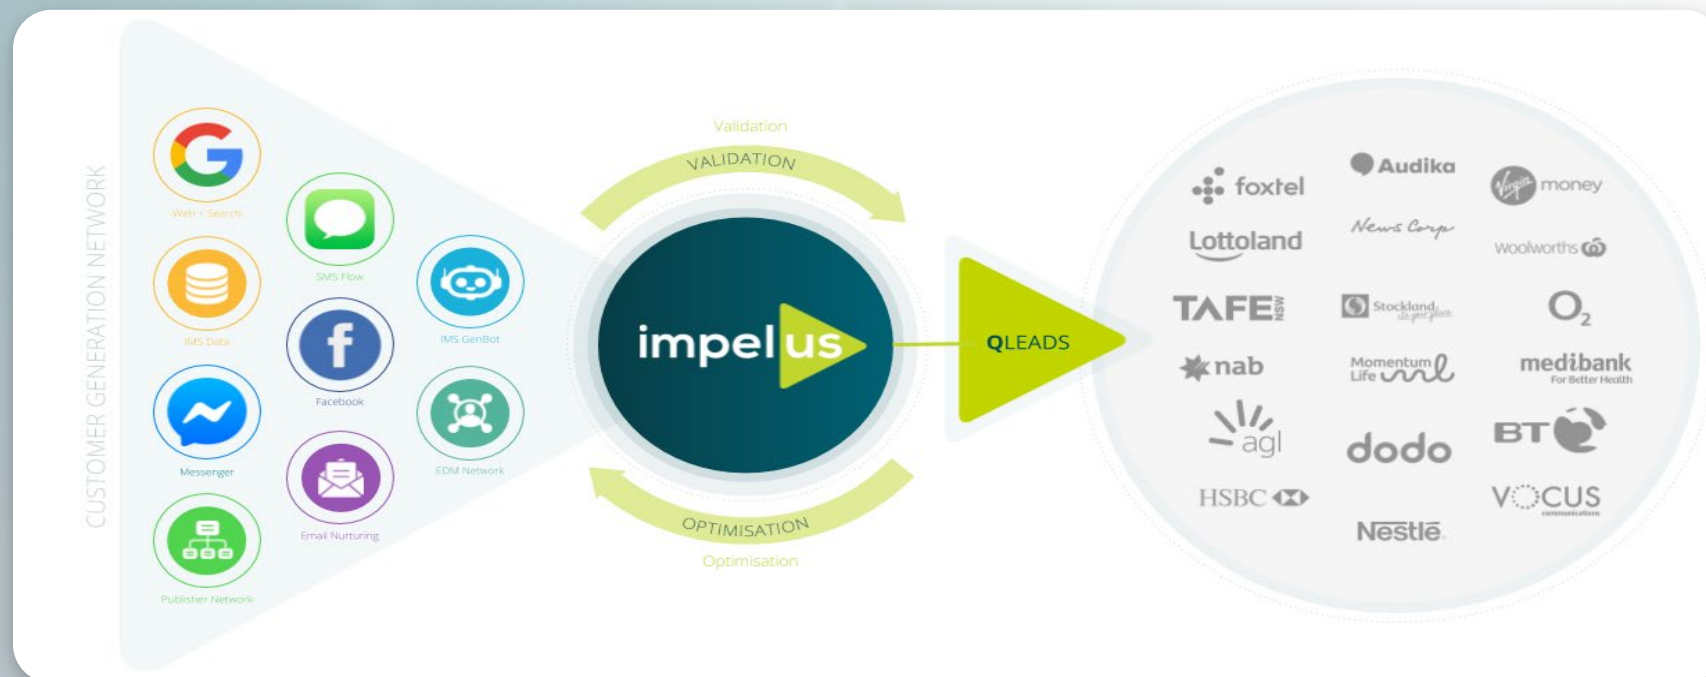 CUSTOMER GENERATION NETWORK
Web + Search
IMS Data
Messenger
Publisher Network
SMS Flow
Facebook
Email Nurturing
IMS GenBot
EDM Network
Validation
VALIDATION
impelus
OPTIMISATION
Optimisation
QLEADS
foxtel
Lottoland
TAFE NSW
nab
agl
HSBC
Audika
News Corp
Stockland
Momentum
Life
dodo
Nestlé
Virgin money
Woolworths
O2
medibank
For Better Health
BT
VOCUS
communications